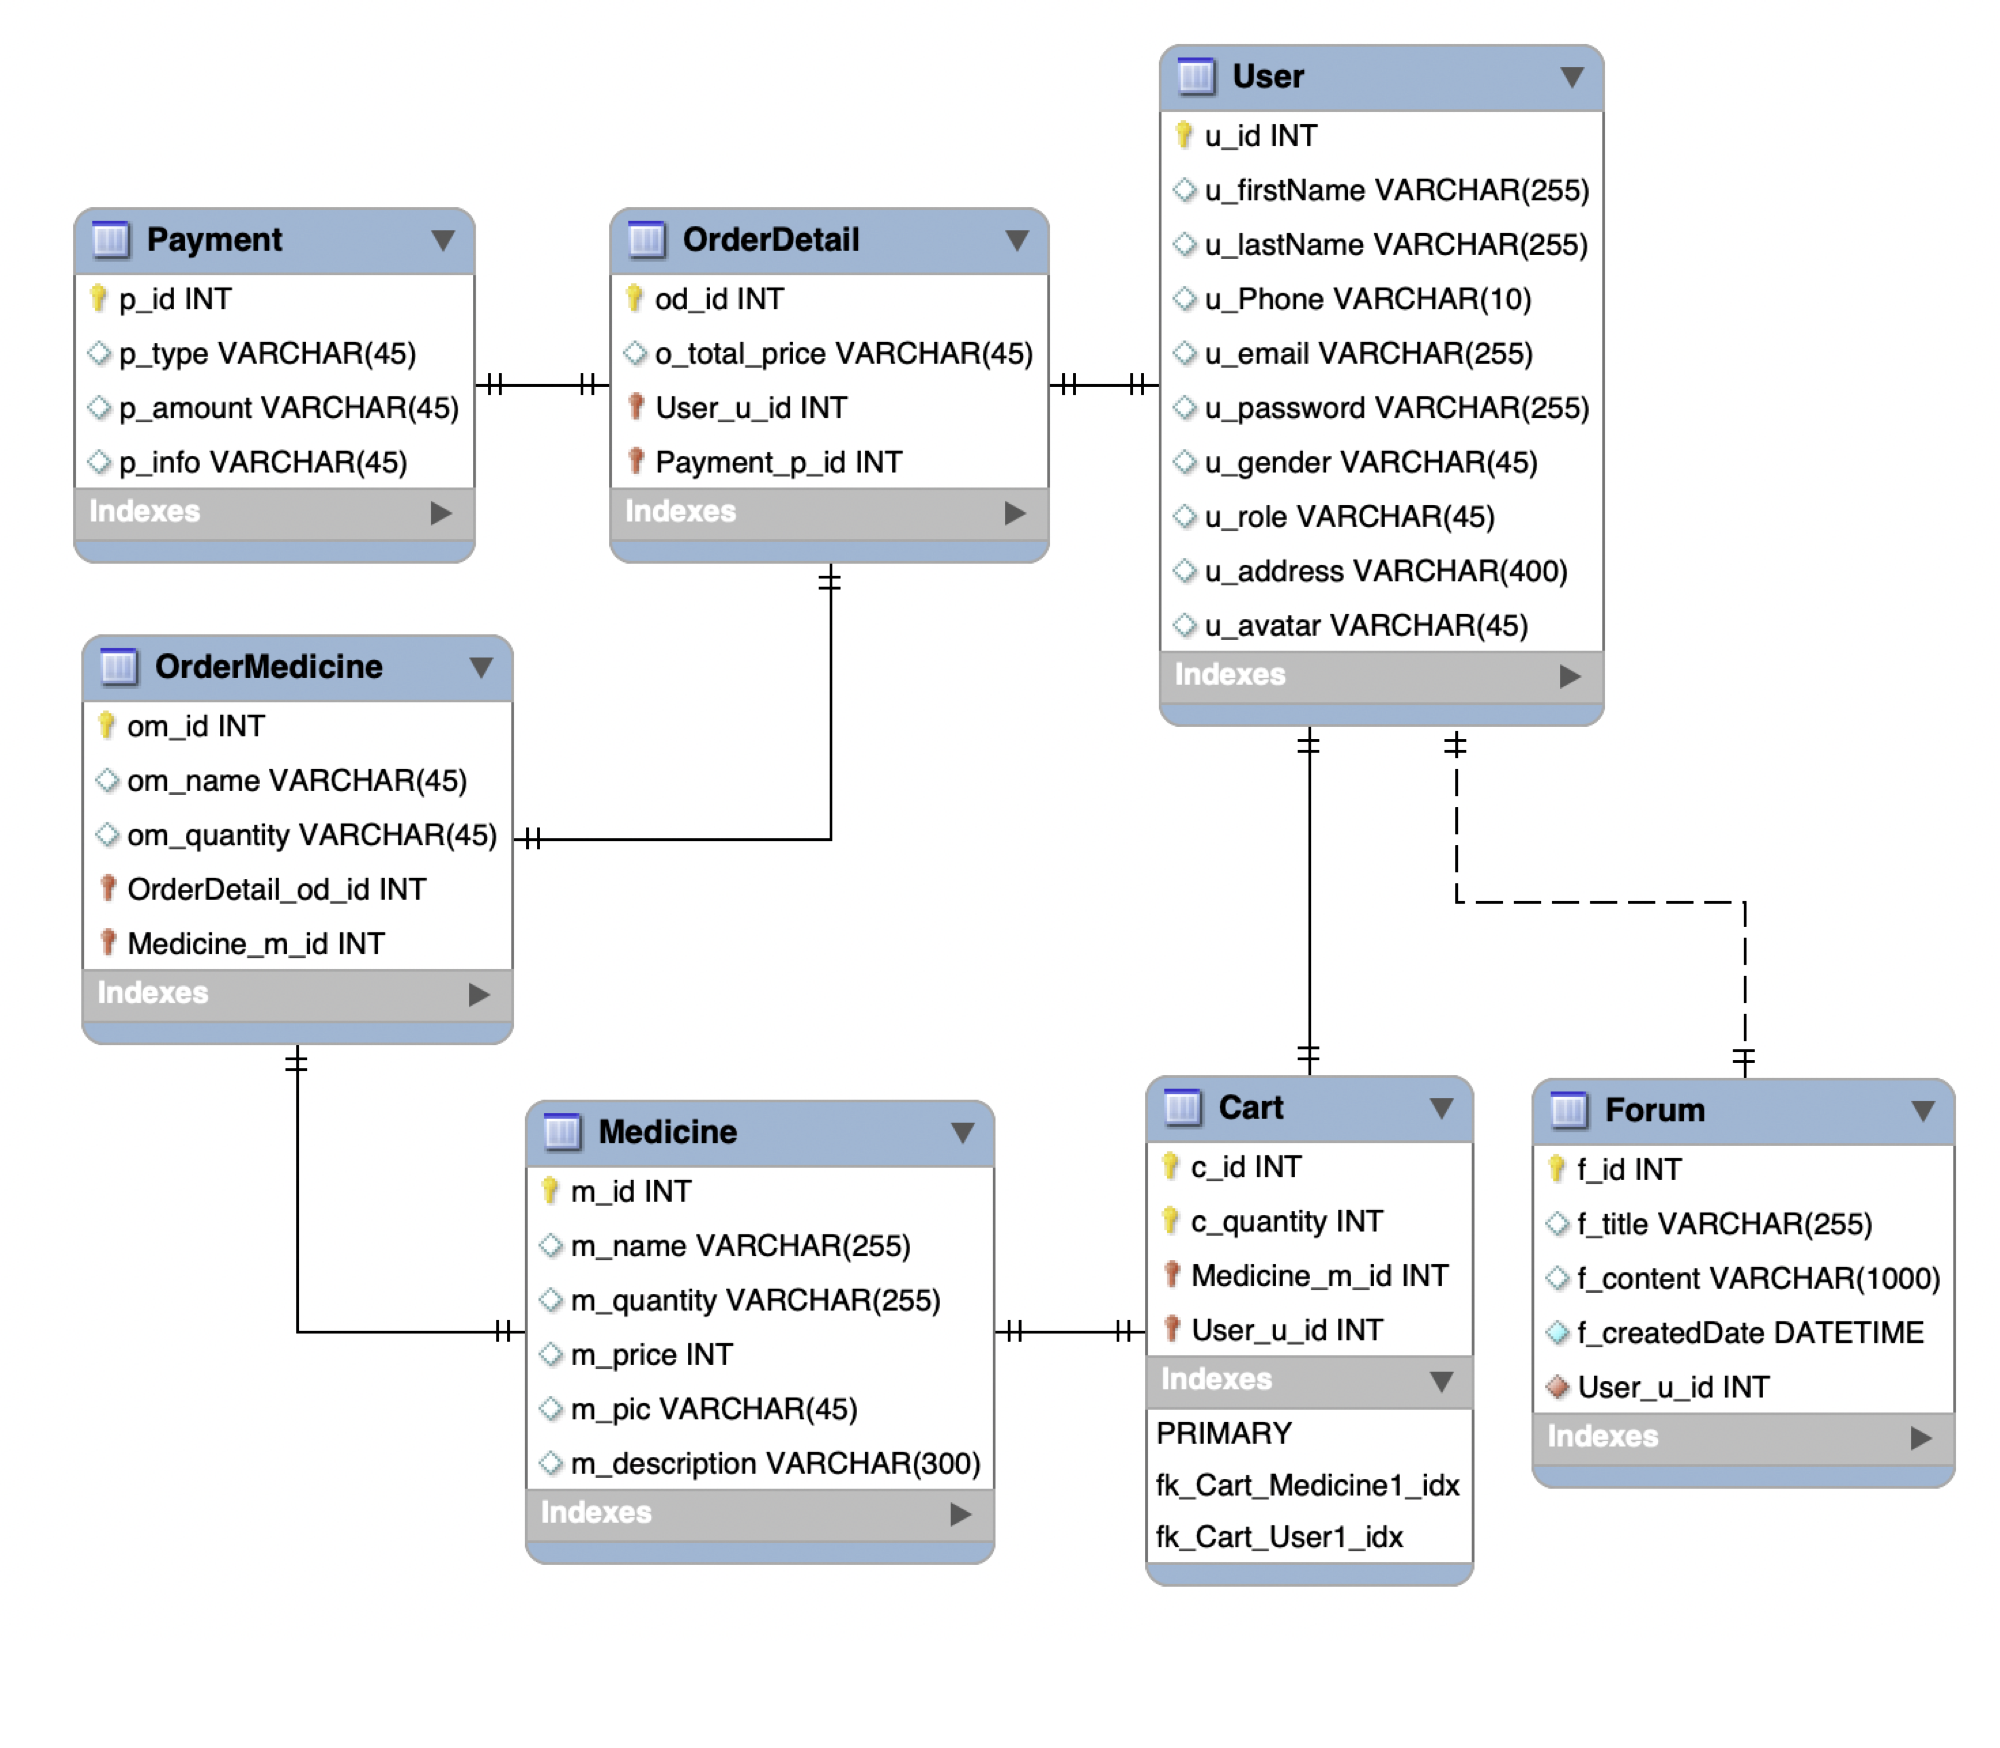 User
u_id INT
u_firstName VARCHAR(255)
u_lastName VARCHAR(255)
u_Phone VARCHAR(10)
u_email VARCHAR(255)
u_password VARCHAR(255)
u_gender VARCHAR(45)
u_role VARCHAR(45)
u_address VARCHAR(400)
u_avatar VARCHAR(45)
Indexes
Payment
p_id INT
p_type VARCHAR(45)
p_amount VARCHAR(45)
p_info VARCHAR(45)
Indexes
OrderDetail
od_id INT
o_total_price VARCHAR(45)
User_u_id INT
Payment_p_id INT
Indexes
OrderMedicine
om_id INT
om_name VARCHAR(45)
om_quantity VARCHAR(45)
OrderDetail_od_id INT
Medicine_m_id INT
Indexes
Medicine
m_id INT
m_name VARCHAR(255)
m_quantity VARCHAR(255)
m_price INT
m_pic VARCHAR(45)
m_description VARCHAR(300)
Indexes
Cart
c_id INT
c_quantity INT
Medicine_m_id INT
User_u_id INT
Indexes
PRIMARY
fk_Cart_Medicine1_idx
fk_Cart_User1_idx
Forum
f_id INT
f_title VARCHAR(255)
f_content VARCHAR(1000)
f_createdDate DATETIME
User_u_id INT
Indexes